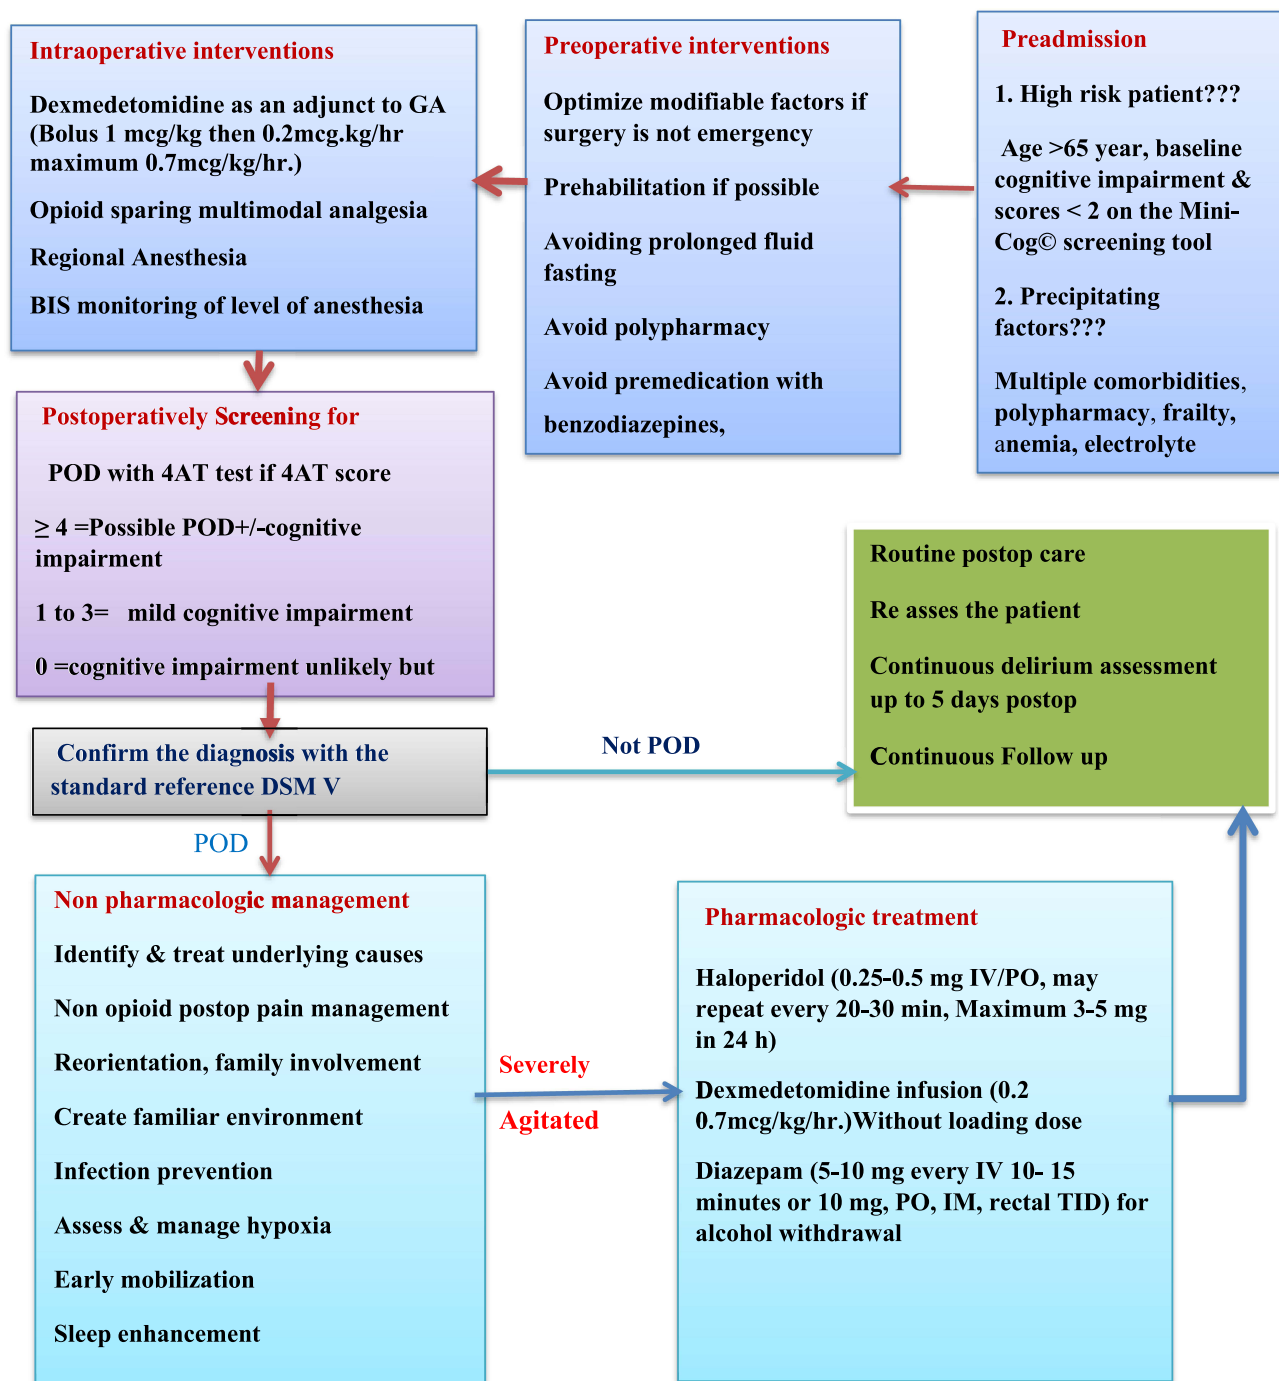 Intraoperative interventions
Dexmedetomidine as an adjunct to GA
(Bolus 1 mcg/kg then 0.2mcg.kg/hr
maximum 0.7mcg/kg/hr.)
Opioid sparing multimodal analgesia
Regional Anesthesia
BIS monitoring of level of anesthesia
Preoperative interventions
Optimize modifiable factors if
surgery is not emergency
Prehabilitation if possible
Avoiding prolonged fluid
fasting
Avoid polypharmacy
Avoid premedication with
benzodiazepines,
Preadmission
1. High risk patient???
Age >65 year, baseline
cognitive impairment &
scores < 2 on the Mini-
Cog© screening tool
2. Precipitating
factors???
Multiple comorbidities,
polypharmacy, frailty,
anemia, electrolyte
Postoperatively Screening for
POD with 4AT test if 4AT score
≥ 4 =Possible POD+/-cognitive
impairment
1 to 3= mild cognitive impairment
0 =cognitive impairment unlikely but
Confirm the diagnosis with the
standard reference DSM V
Not POD
Routine postop care
Re asses the patient
Continuous delirium assessment
up to 5 days postop
Continuous Follow up
POD
Non pharmacologic management
Identify & treat underlying causes
Non opioid postop pain management
Reorientation, family involvement
Create familiar environment
Infection prevention
Assess & manage hypoxia
Early mobilization
Sleep enhancement
Severely
Agitated
Pharmacologic treatment
Haloperidol (0.25-0.5 mg IV/PO, may
repeat every 20-30 min, Maximum 3-5 mg
in 24 h)
Dexmedetomidine infusion (0.2
0.7mcg/kg/hr.)Without loading dose
Diazepam (5-10 mg every IV 10- 15
minutes or 10 mg, PO, IM, rectal TID) for
alcohol withdrawal